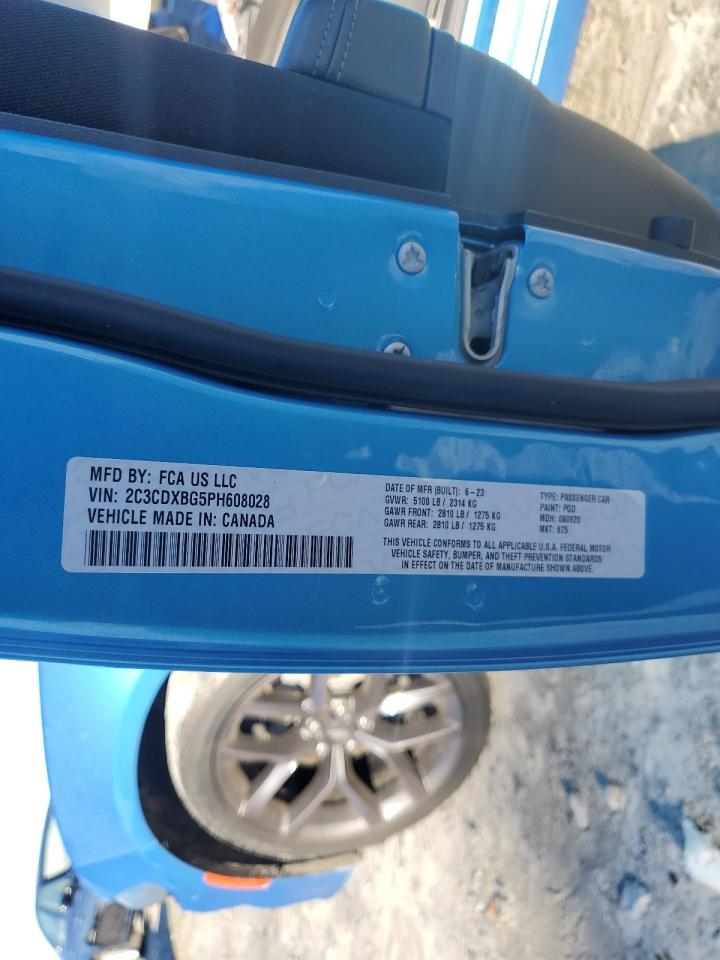 MFD BY: FCA US LLC
VIN: 2C3CDXBG5PH608028
VEHICLE MADE IN: CANADA
DATE OF MFR (BUILT): 6-23
GVWR: 5100 LB / 2314 KG
GAWR FRONT: 2810 LB / 1275 KG
GAWR REAR: 2810 LB / 1275 KG
TYPE: PASSENGER CAR
PAINT: PQD
MDH: 060920
MKT: 875
THIS VEHICLE CONFORMS TO ALL APPLICABLE U.S.A. FEDERAL MOTOR
VEHICLE SAFETY, BUMPER, AND THEFT PREVENTION STANDARDS
IN EFFECT ON THE DATE OF MANUFACTURE SHOWN ABOVE.